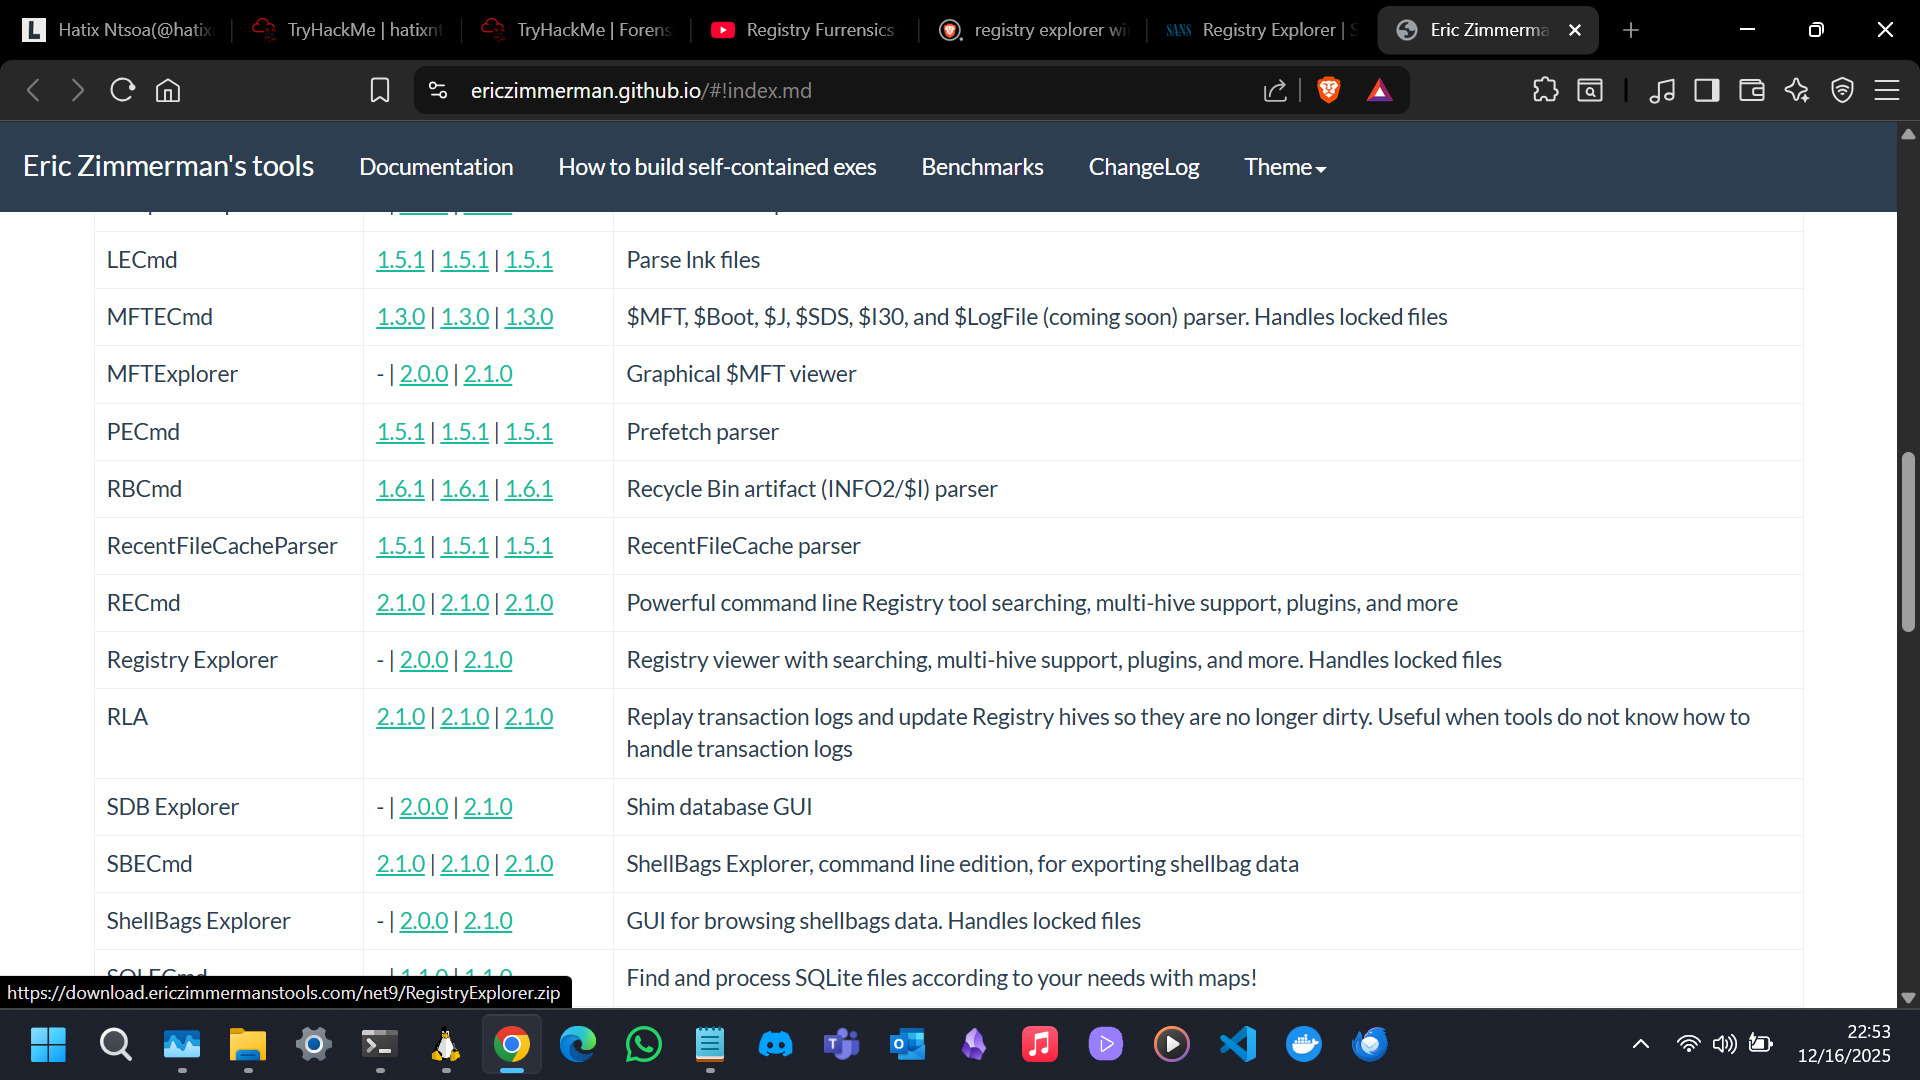 Hatix Ntsoa(@hatix
TryHackMe | hatixnt
TryHackMe | Forens
Registry Furrensics
registry explorer wi
SANS Registry Explorer | S
Eric Zimmerma
ericzimmerman.github.io/#!index.md
Eric Zimmerman's tools
Documentation
How to build self-contained exes
Benchmarks
ChangeLog
Theme
LECmd
1.5.1 | 1.5.1 | 1.5.1
Parse lnk files
MFTECmd
1.3.0 | 1.3.0 | 1.3.0
$MFT, $Boot, $J, $SDS, $I30, and $LogFile (coming soon) parser. Handles locked files
MFTExplorer
- | 2.0.0 | 2.1.0
Graphical $MFT viewer
PECmd
1.5.1 | 1.5.1 | 1.5.1
Prefetch parser
RBCmd
1.6.1 | 1.6.1 | 1.6.1
Recycle Bin artifact (INFO2/$I) parser
RecentFileCacheParser
1.5.1 | 1.5.1 | 1.5.1
RecentFileCache parser
RECmd
2.1.0 | 2.1.0 | 2.1.0
Powerful command line Registry tool searching, multi-hive support, plugins, and more
Registry Explorer
- | 2.0.0 | 2.1.0
Registry viewer with searching, multi-hive support, plugins, and more. Handles locked files
RLA
2.1.0 | 2.1.0 | 2.1.0
Replay transaction logs and update Registry hives so they are no longer dirty. Useful when tools do not know how to
handle transaction logs
SDB Explorer
- | 2.0.0 | 2.1.0
Shim database GUI
SBECmd
2.1.0 | 2.1.0 | 2.1.0
ShellBags Explorer, command line edition, for exporting shellbag data
ShellBags Explorer
- | 2.0.0 | 2.1.0
GUI for browsing shellbags data. Handles locked files
Find and process SQLite files according to your needs with maps!
https://download.ericzimmermanstools.com/net9/RegistryExplorer.zip
22:53
12/16/2025